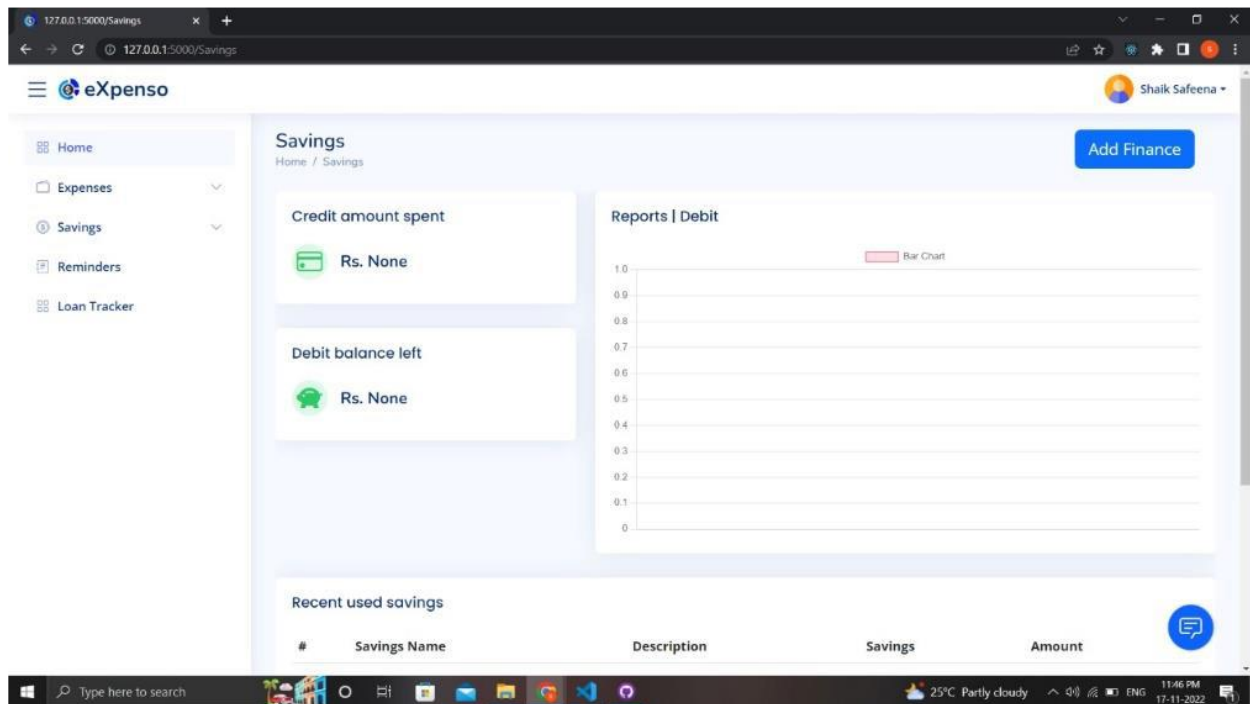 127.0.0.1:5000/Savings
127.0.0.1:5000/Savings
eXpenso
Shaik Safeena
Home
Expenses
Savings
Reminders
Loan Tracker
Savings
Home / Savings
Add Finance
Credit amount spent
Rs. None
Debit balance left
Rs. None
Reports | Debit
Bar Chart
1.0
0.9
0.8
0.7
0.6
0.5
0.4
0.3
0.2
0.1
0
Recent used savings
# Savings Name Description Savings Amount
Type here to search
25°C Partly cloudy
ENG
11:46 PM
17-11-2022